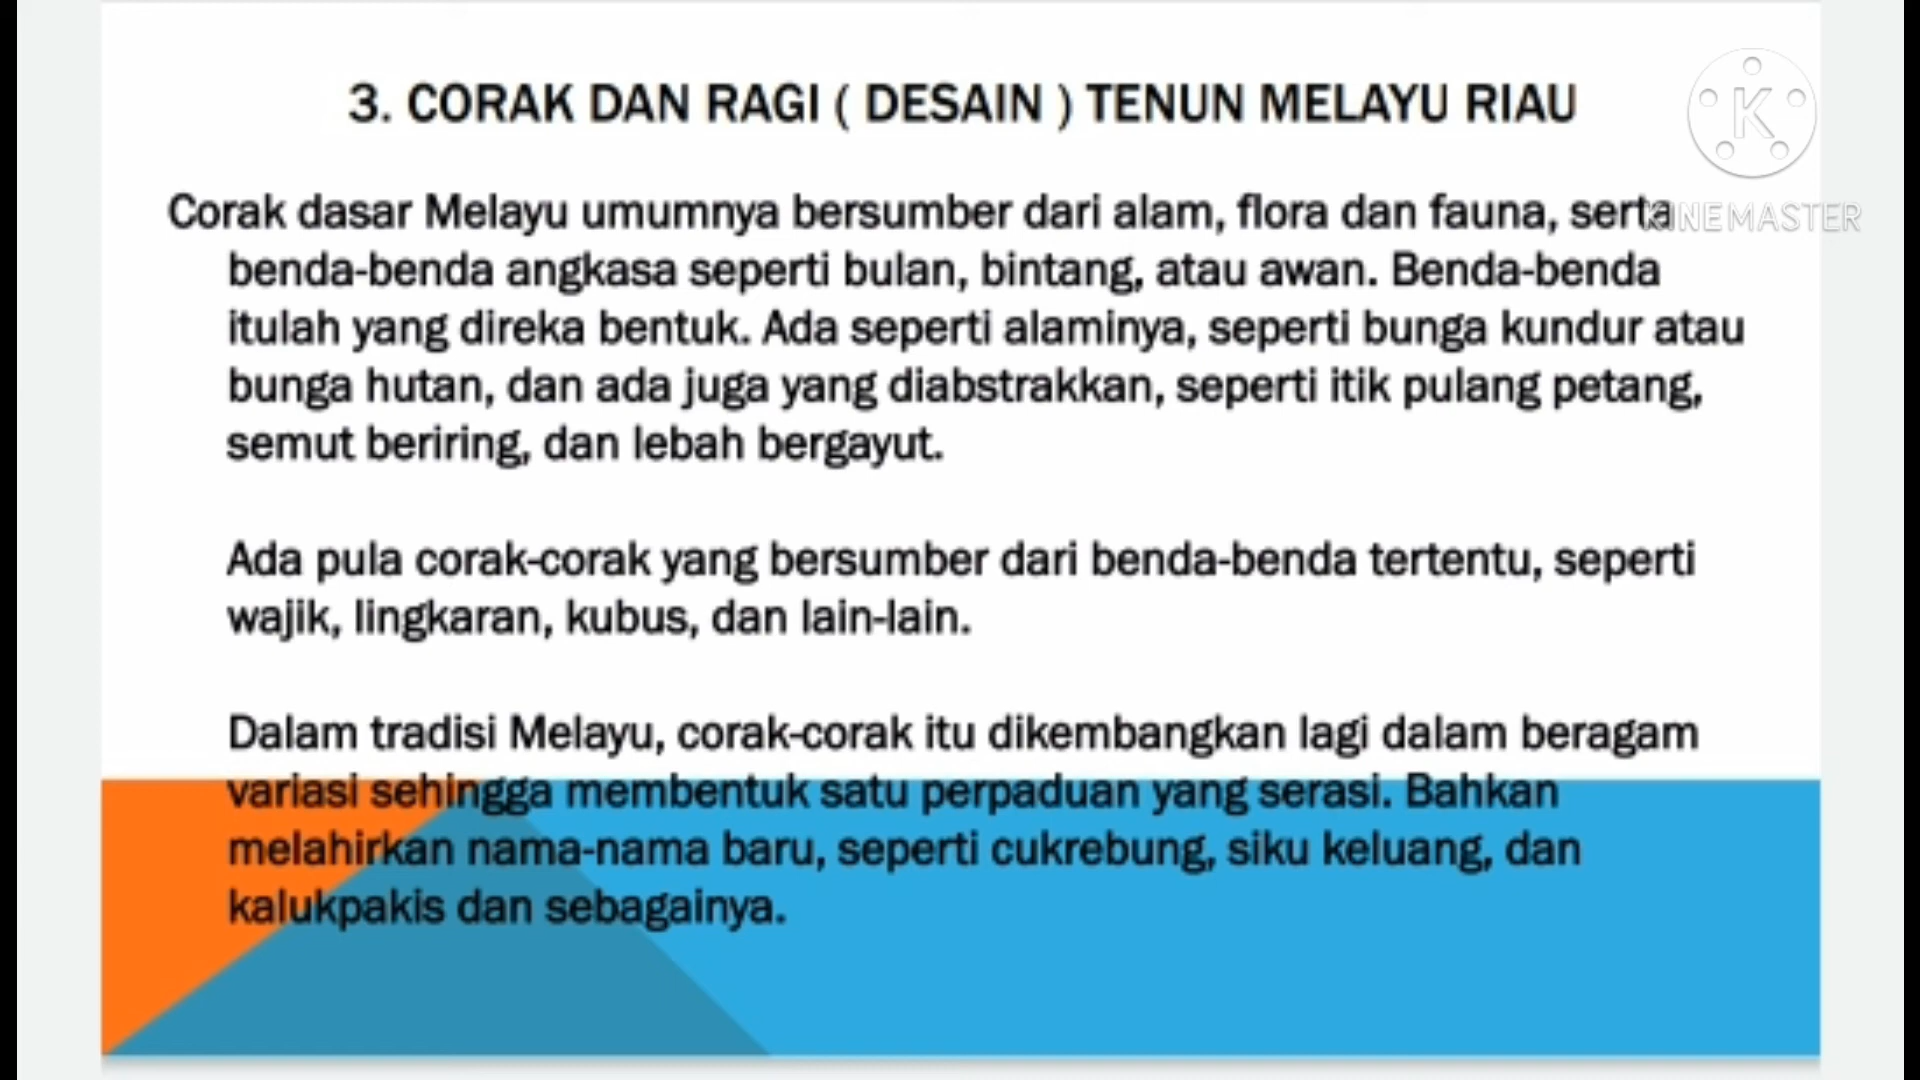 3. CORAK DAN RAGI ( DESAIN ) TENUN MELAYU RIAU
K
KINEMASTER
Corak dasar Melayu umumnya bersumber dari alam, flora dan fauna, serta
benda-benda angkasa seperti bulan, bintang, atau awan. Benda-benda
itulah yang direka bentuk. Ada seperti alaminya, seperti bunga kundur atau
bunga hutan, dan ada juga yang diabstrakkan, seperti itik pulang petang,
semut beriring, dan lebah bergayut.
Ada pula corak-corak yang bersumber dari benda-benda tertentu, seperti
wajik, lingkaran, kubus, dan lain-lain.
Dalam tradisi Melayu, corak-corak itu dikembangkan lagi dalam beragam
variasi sehingga membentuk satu perpaduan yang serasi. Bahkan
melahirkan nama-nama baru, seperti cukrebung, siku keluang, dan
kalukpakis dan sebagainya.